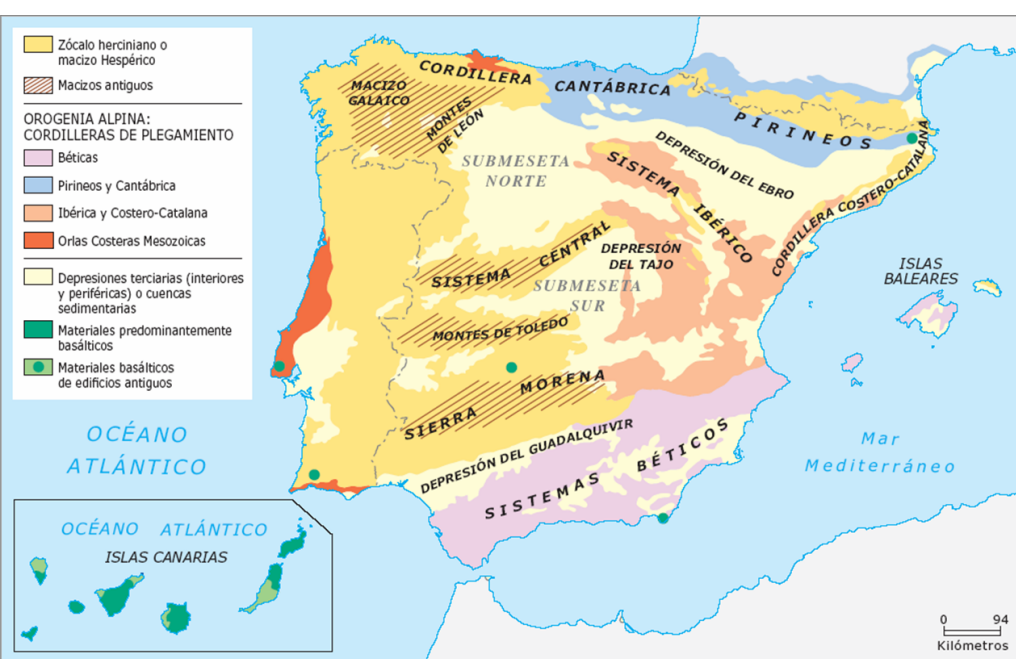 Zócalo herciniano o
macizo Hespérico
Macizos antiguos
OROGENIA ALPINA:
CORDILLERAS DE PLEGAMIENTO
Béticas
Pirineos y Cantábrica
Ibérica y Costero-Catalana
Orlas Costeras Mesozoicas
Depresiones terciarias (interiores
y periféricas) o cuencas
sedimentarias
Materiales predominantemente
basálticos
Materiales basálticos
de edificios antiguos
CORDILLERA CANTÁBRICA
MACIZO
GALAICO
MONTES
DE LEÓN
PIRINEOS
SUBMESETA
NORTE
DEPRESIÓN DEL EBRO
SISTEMA IBÉRICO
CORDILLERA COSTERO-CATALANA
SISTEMA CENTRAL
DEPRESIÓN
DEL TAJO
SUBMESETA
SUR
ISLAS
BALEARES
MONTES DE TOLEDO
SIERRA MORENA
DEPRESIÓN DEL GUADALQUIVIR
SISTEMAS BÉTICOS
OCÉANO
ATLÁNTICO
Mar
Mediterráneo
OCÉANO ATLÁNTICO
ISLAS CANARIAS
0 94
Kilómetros